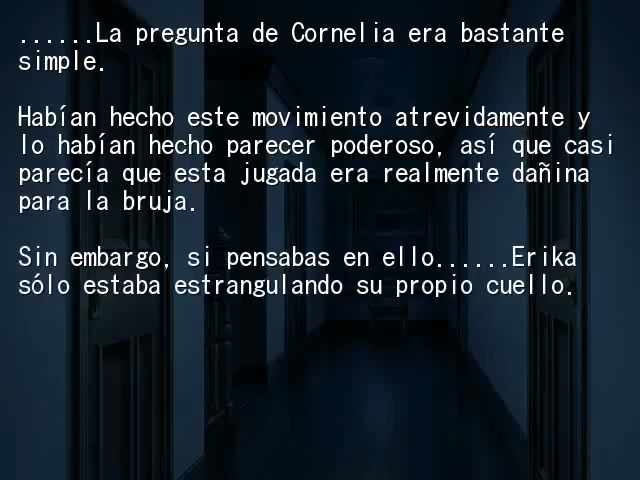 ......La pregunta de Cornelia era bastante
simple.
Habían hecho este movimiento atrevidamente y
lo habían hecho parecer poderoso, así que casi
parecía que esta jugada era realmente dañina
para la bruja.
Sin embargo, si pensabas en ello......Erika
sólo estaba estrangulando su propio cuello.